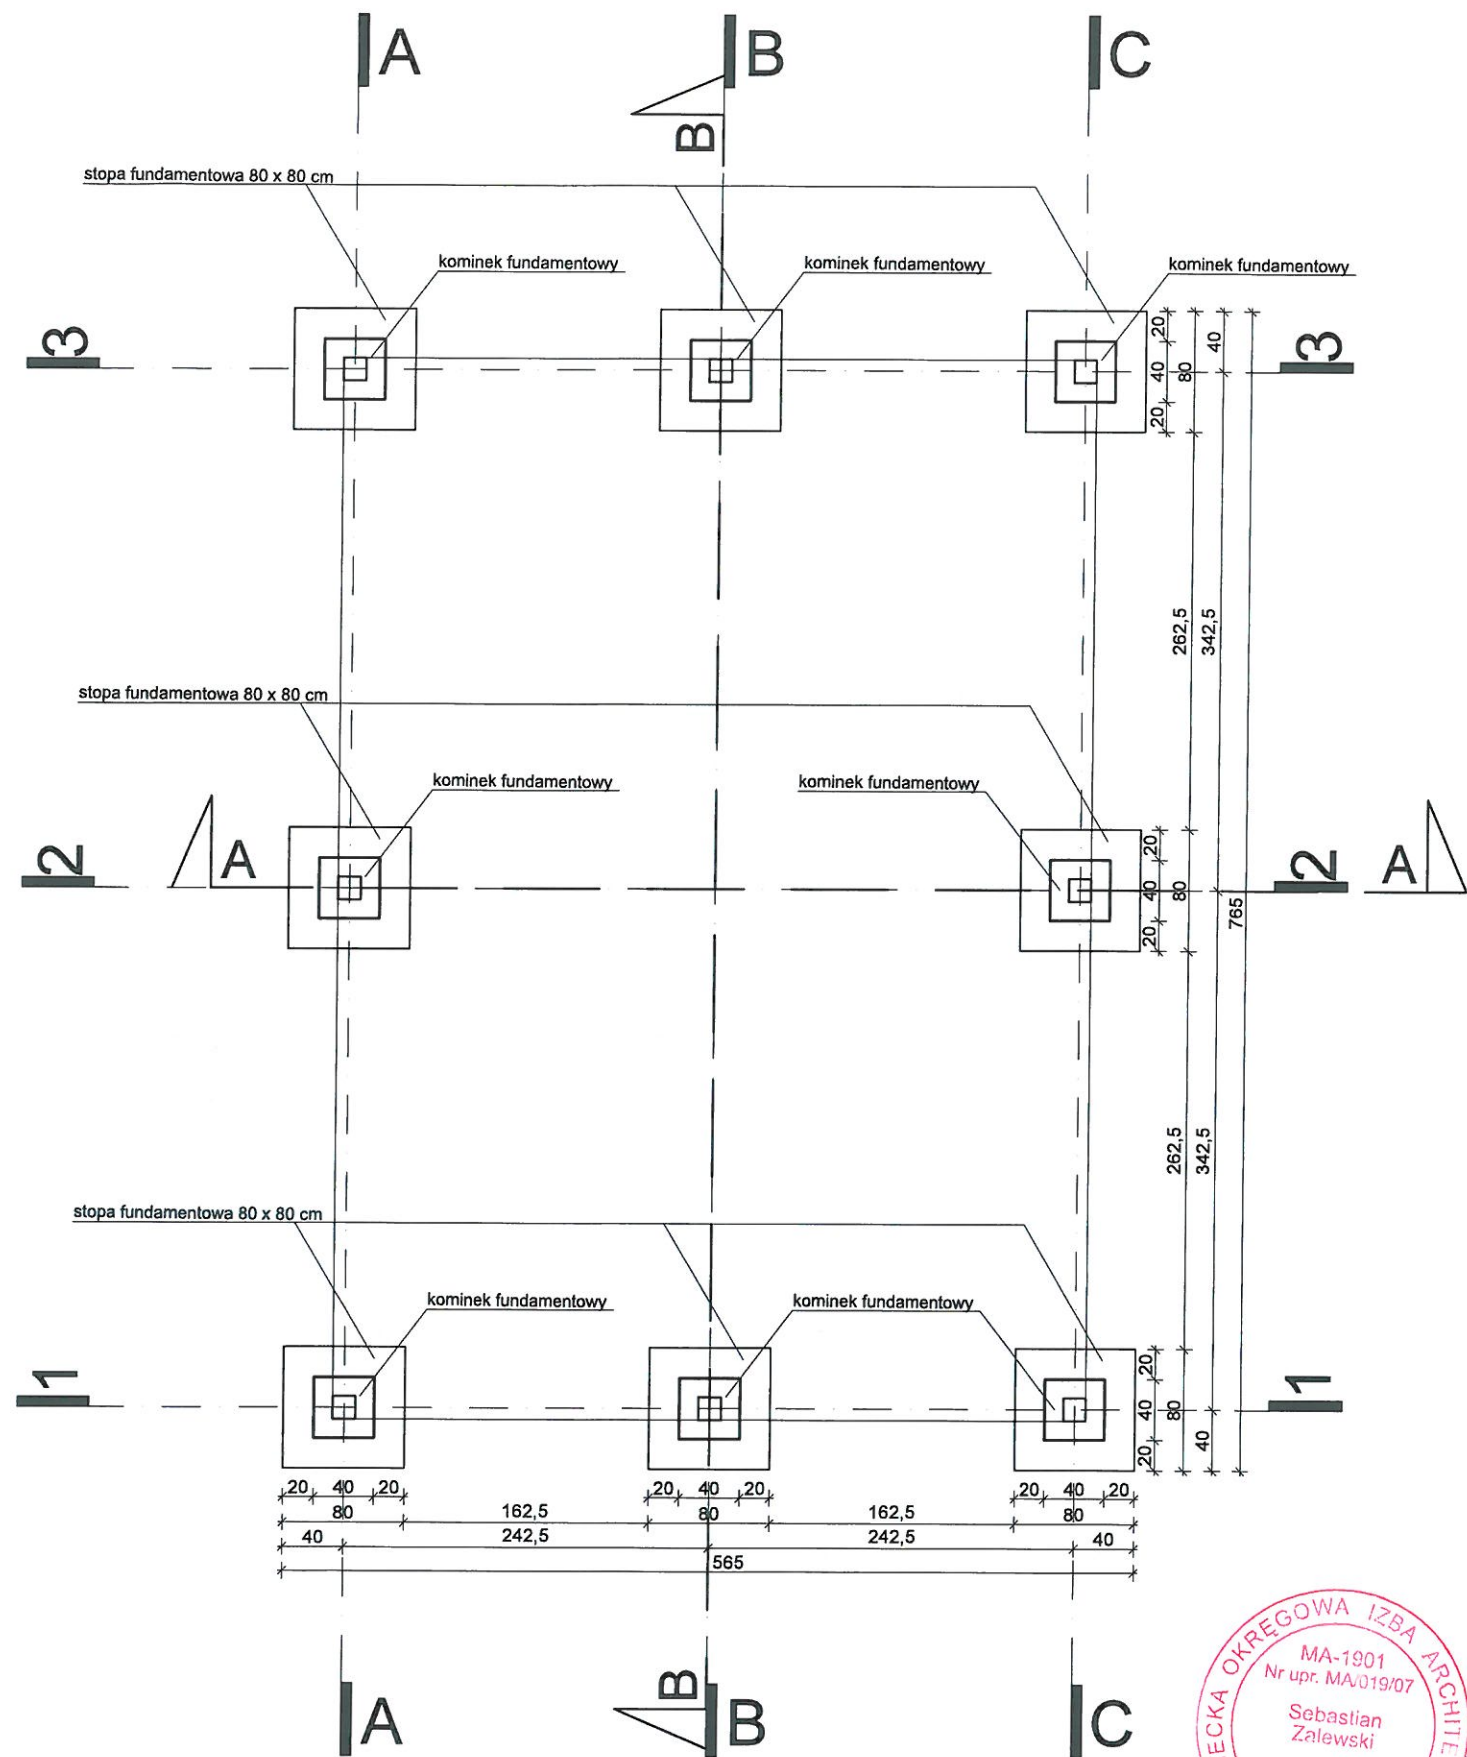 A
B
C
B
stopa fundamentowa 80 x 80 cm
kominek fundamentowy
kominek fundamentowy
kominek fundamentowy
3
3
20
40
20
80
40
262,5
342,5
stopa fundamentowa 80 x 80 cm
kominek fundamentowy
kominek fundamentowy
2
A
2
A
20
40
20
80
765
262,5
342,5
stopa fundamentowa 80 x 80 cm
kominek fundamentowy
kominek fundamentowy
1
1
20
40
20
80
40
20 40 20
20 40 20
20 40 20
80 162,5 80 162,5 80
40 242,5 242,5 40
565
B
A
B
C
ECKA OKRĘGOWA IZBA ARCHITE
MA-1901
Nr upr. MA/019/07
Sebastian
Zalewski